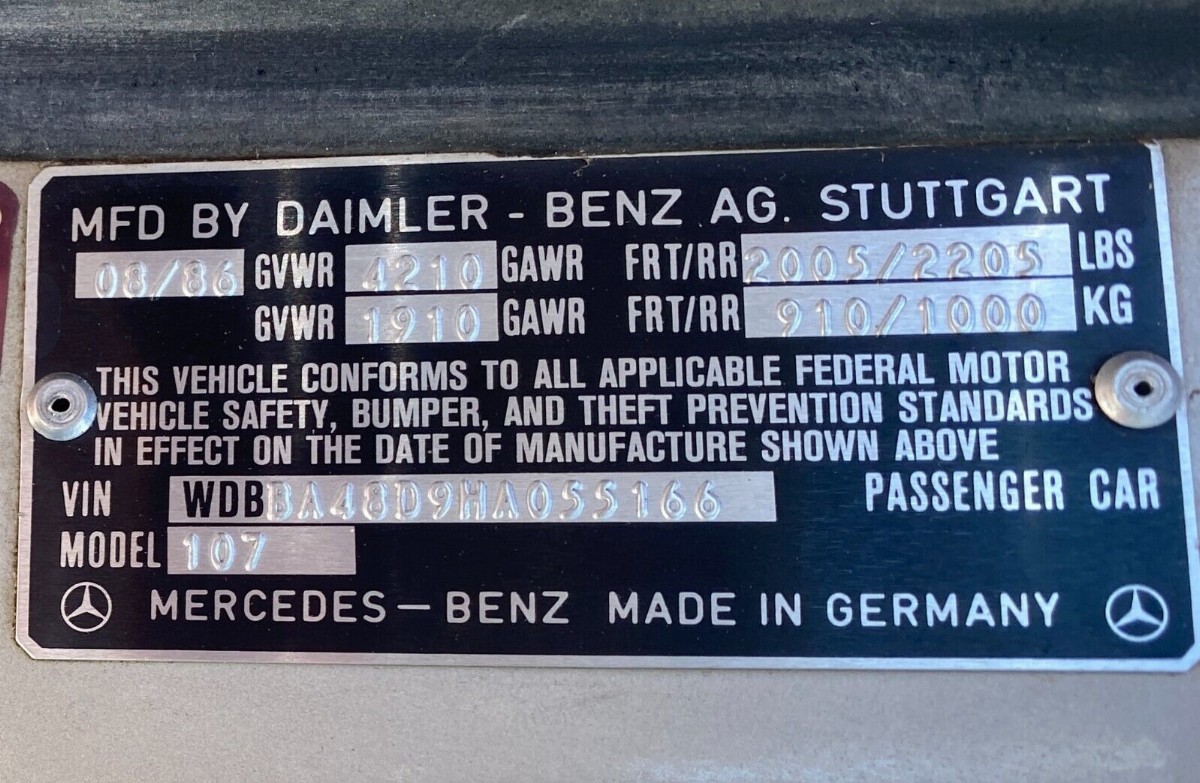 MFD BY DAIMLER - BENZ AG. STUTTGART
08/86 GVWR 4210 GAWR FRT/RR 2005/2205 LBS
GVWR 1910 GAWR FRT/RR 910/1000 KG
THIS VEHICLE CONFORMS TO ALL APPLICABLE FEDERAL MOTOR
VEHICLE SAFETY, BUMPER, AND THEFT PREVENTION STANDARDS
IN EFFECT ON THE DATE OF MANUFACTURE SHOWN ABOVE
VIN WDBBA48D9HA055166 PASSENGER CAR
MODEL 107
MERCEDES – BENZ MADE IN GERMANY